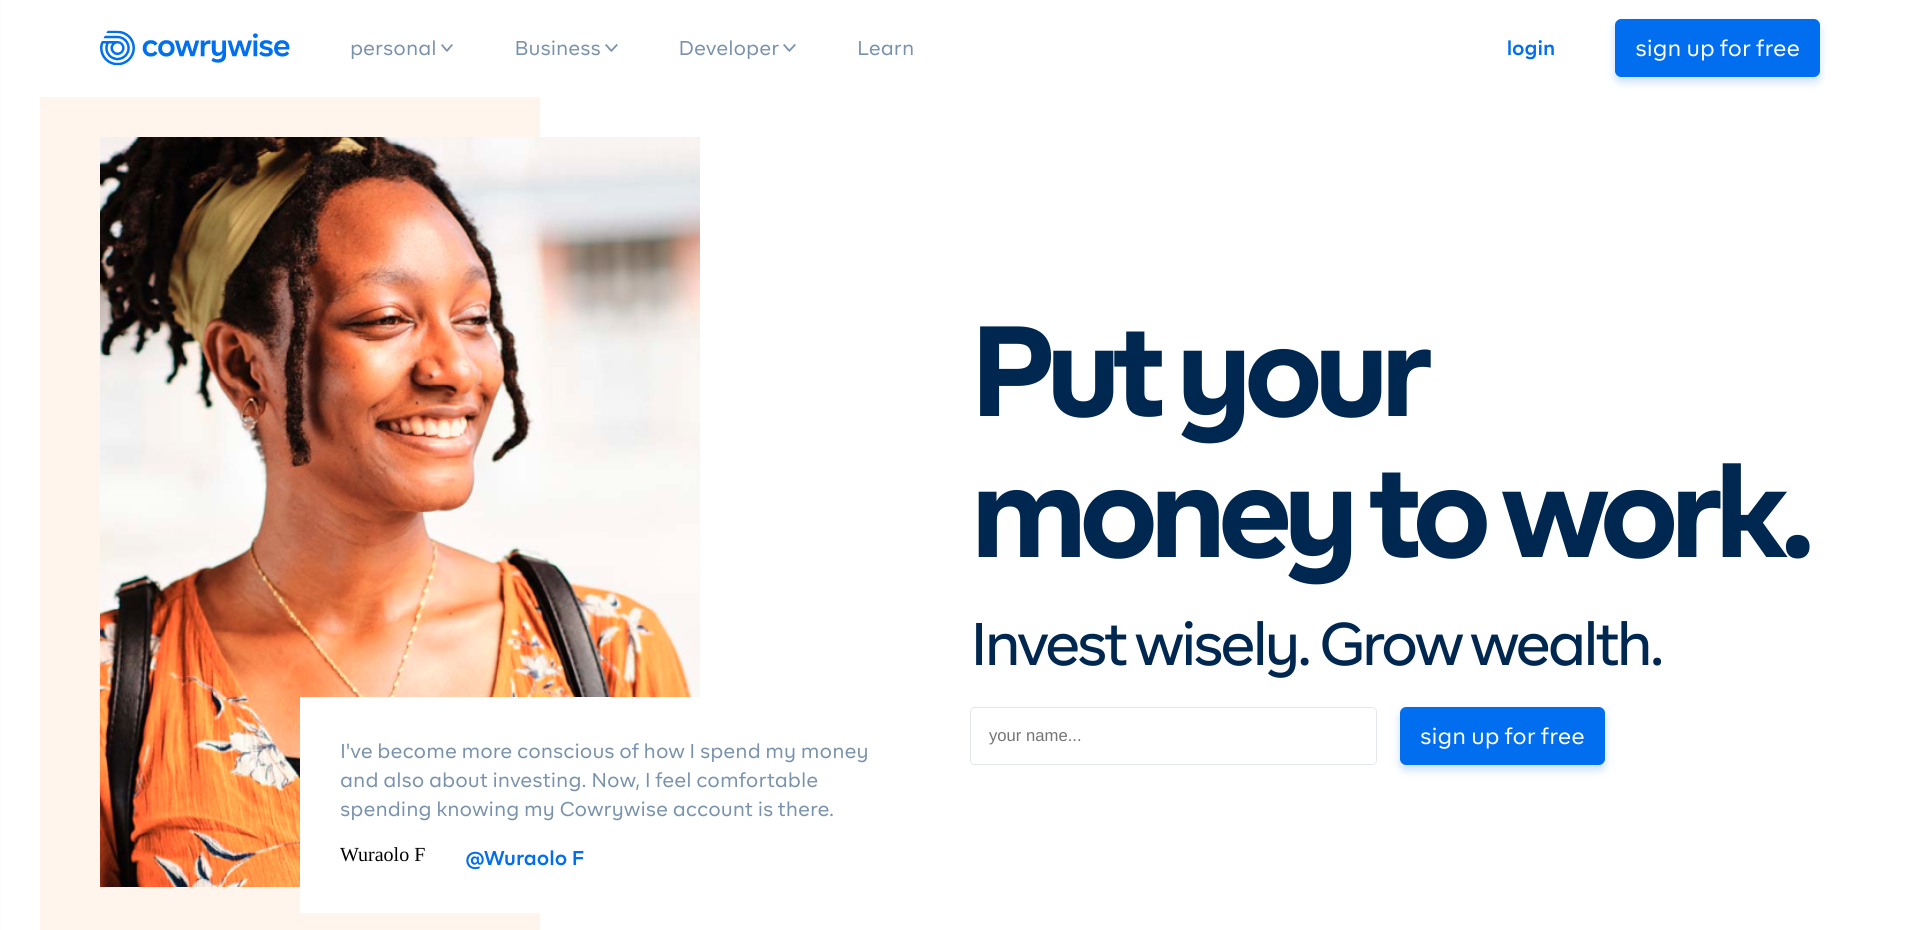 cowrywise
personal
Business
Developer
Learn
login
sign up for free
Put your
money to work.
Invest wisely. Grow wealth.
your name...
sign up for free
I've become more conscious of how I spend my money
and also about investing. Now, I feel comfortable
spending knowing my Cowrywise account is there.
Wuraolo F
@Wuraolo F